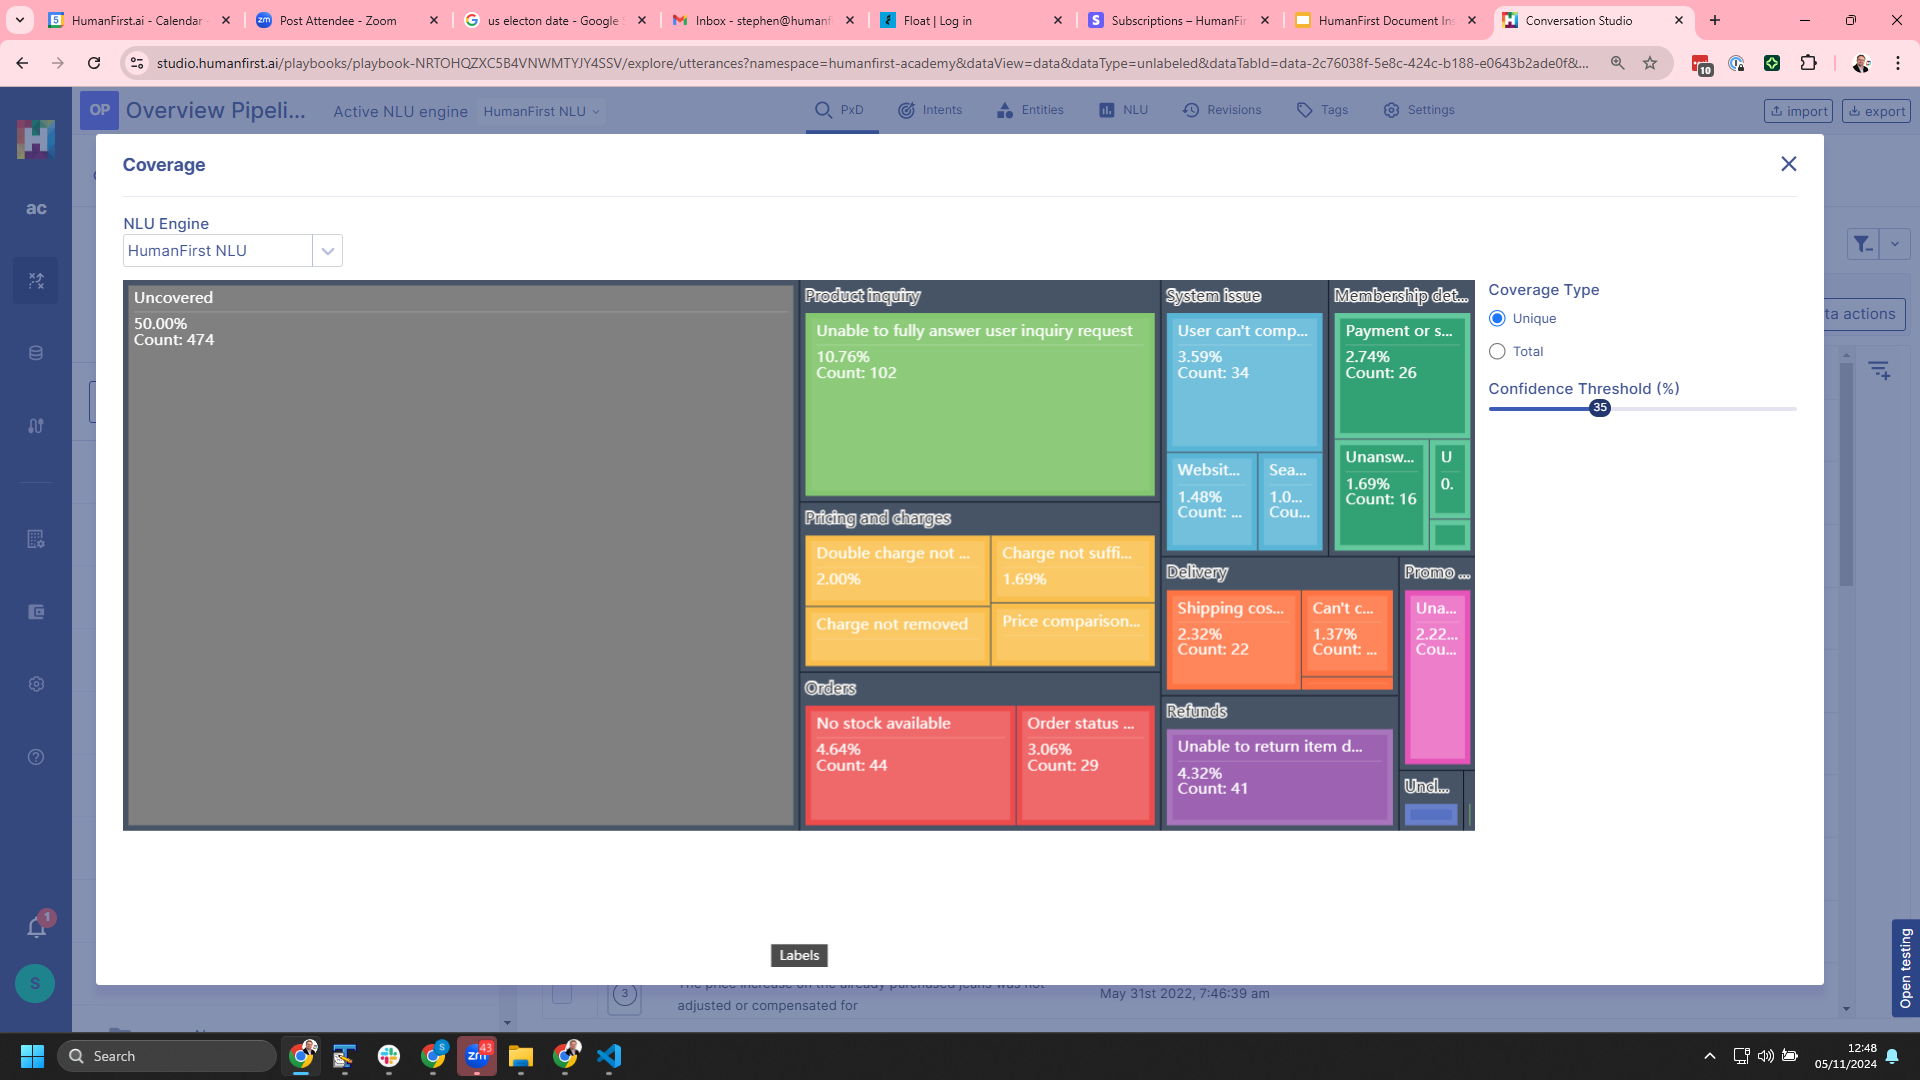 HumanFirst.ai - Calendar
Post Attendee - Zoom
us electon date - Google
Inbox - stephen@humanfi
Float | Log in
Subscriptions – HumanFir
HumanFirst Document In
Conversation Studio
studio.humanfirst.ai/playbooks/playbook-NRTOHQZXC5B4VNWMTYJY4SSV/explore/utterances?namespace=humanfirst-academy&dataView=data&dataType=unlabeled&dataTabId=data-2c76038f-5e8c-424c-b188-e0643b2ade0f&...
10
OP
Overview Pipeli...
Active NLU engine
HumanFirst NLU
PxD
Intents
Entities
NLU
Revisions
Tags
Settings
import
export
ac
Coverage
NLU Engine
HumanFirst NLU
Uncovered
50.00%
Count: 474
Product inquiry
Unable to fully answer user inquiry request
10.76%
Count: 102
Pricing and charges
Double charge not ...
2.00%
Charge not suffi...
1.69%
Charge not removed
Price comparison...
Orders
No stock available
4.64%
Count: 44
Order status ...
3.06%
Count: 29
System issue
User can't comp...
3.59%
Count: 34
Websit...
1.48%
Count: ...
Sea...
1.0...
Cou...
Membership det...
Payment or s...
2.74%
Count: 26
Unansw...
1.69%
Count: 16
U
0.
Delivery
Shipping cos...
2.32%
Count: 22
Can't c...
1.37%
Count: ...
Promo ...
Una...
2.22...
Cou...
Refunds
Unable to return item d...
4.32%
Count: 41
Uncl...
Coverage Type
Unique
Total
Confidence Threshold (%)
35
ta actions
Labels
3
adjusted or compensated for
May 31st 2022, 7:46:39 am
Open testing
1
S
Search
S
zm
43
12:48
05/11/2024